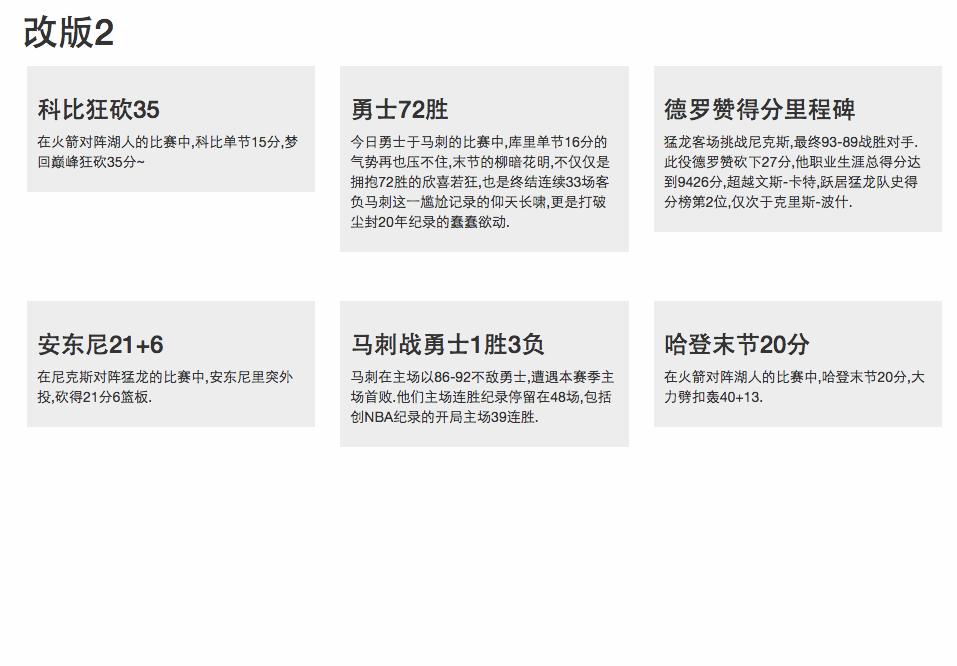 改版2
科比狂砍35
在火箭对阵湖人的比赛中,科比单节15分,梦
回巅峰狂砍35分~
勇士72胜
今日勇士于马刺的比赛中,库里单节16分的
气势再也压不住,末节的柳暗花明,不仅仅是
拥抱72胜的欣喜若狂,也是终结连续33场客
负马刺这一尴尬记录的仰天长啸,更是打破
尘封20年纪录的蠢蠢欲动.
德罗赞得分里程碑
猛龙客场挑战尼克斯,最终93-89战胜对手.
此役德罗赞砍下27分,他职业生涯总得分达
到9426分,超越文斯-卡特,跃居猛龙队史得
分榜第2位,仅次于克里斯-波什.
安东尼21+6
在尼克斯对阵猛龙的比赛中,安东尼里突外
投,砍得21分6篮板.
马刺战勇士1胜3负
马刺在主场以86-92不敌勇士,遭遇本赛季主
场首败.他们主场连胜纪录停留在48场,包括
创NBA纪录的开局主场39连胜.
哈登末节20分
在火箭对阵湖人的比赛中,哈登末节20分,大
力劈扣轰40+13.